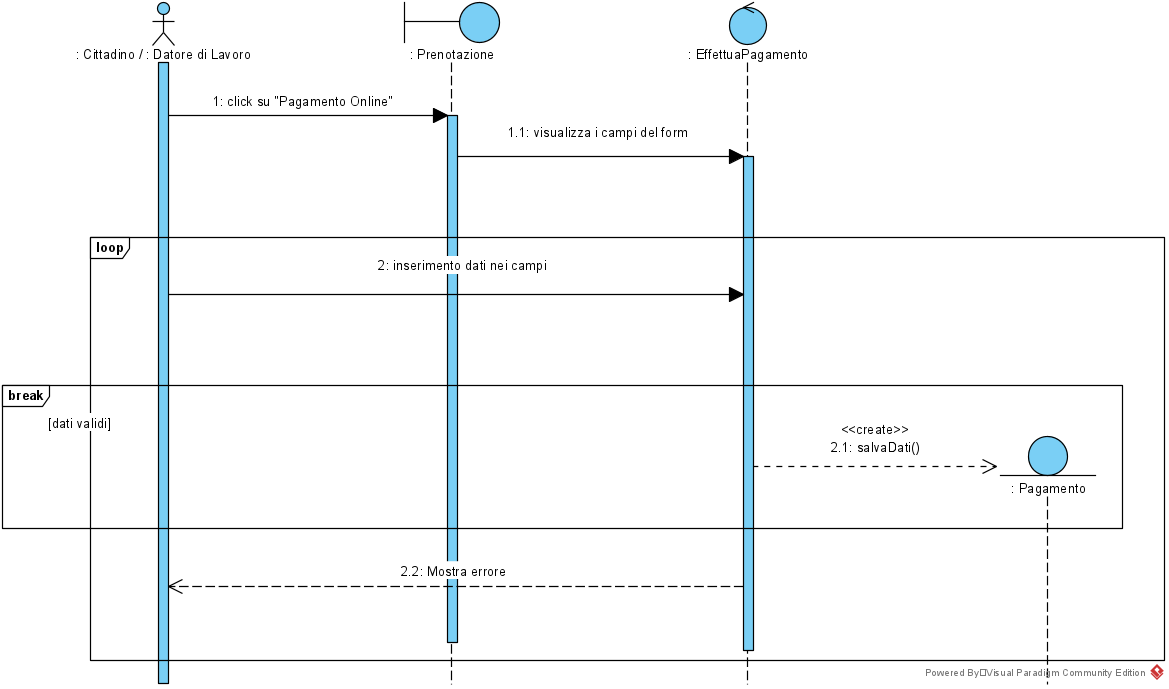 : Cittadino / : Datore di Lavoro
: Prenotazione
: EffettuaPagamento
1: click su "Pagamento Online"
1.1: visualizza i campi del form
loop
2: inserimento dati nei campi
break
[dati validi]
<<create>>
2.1: salvaDati()
: Pagamento
2.2: Mostra errore
Powered By Visual Paradigm Community Edition